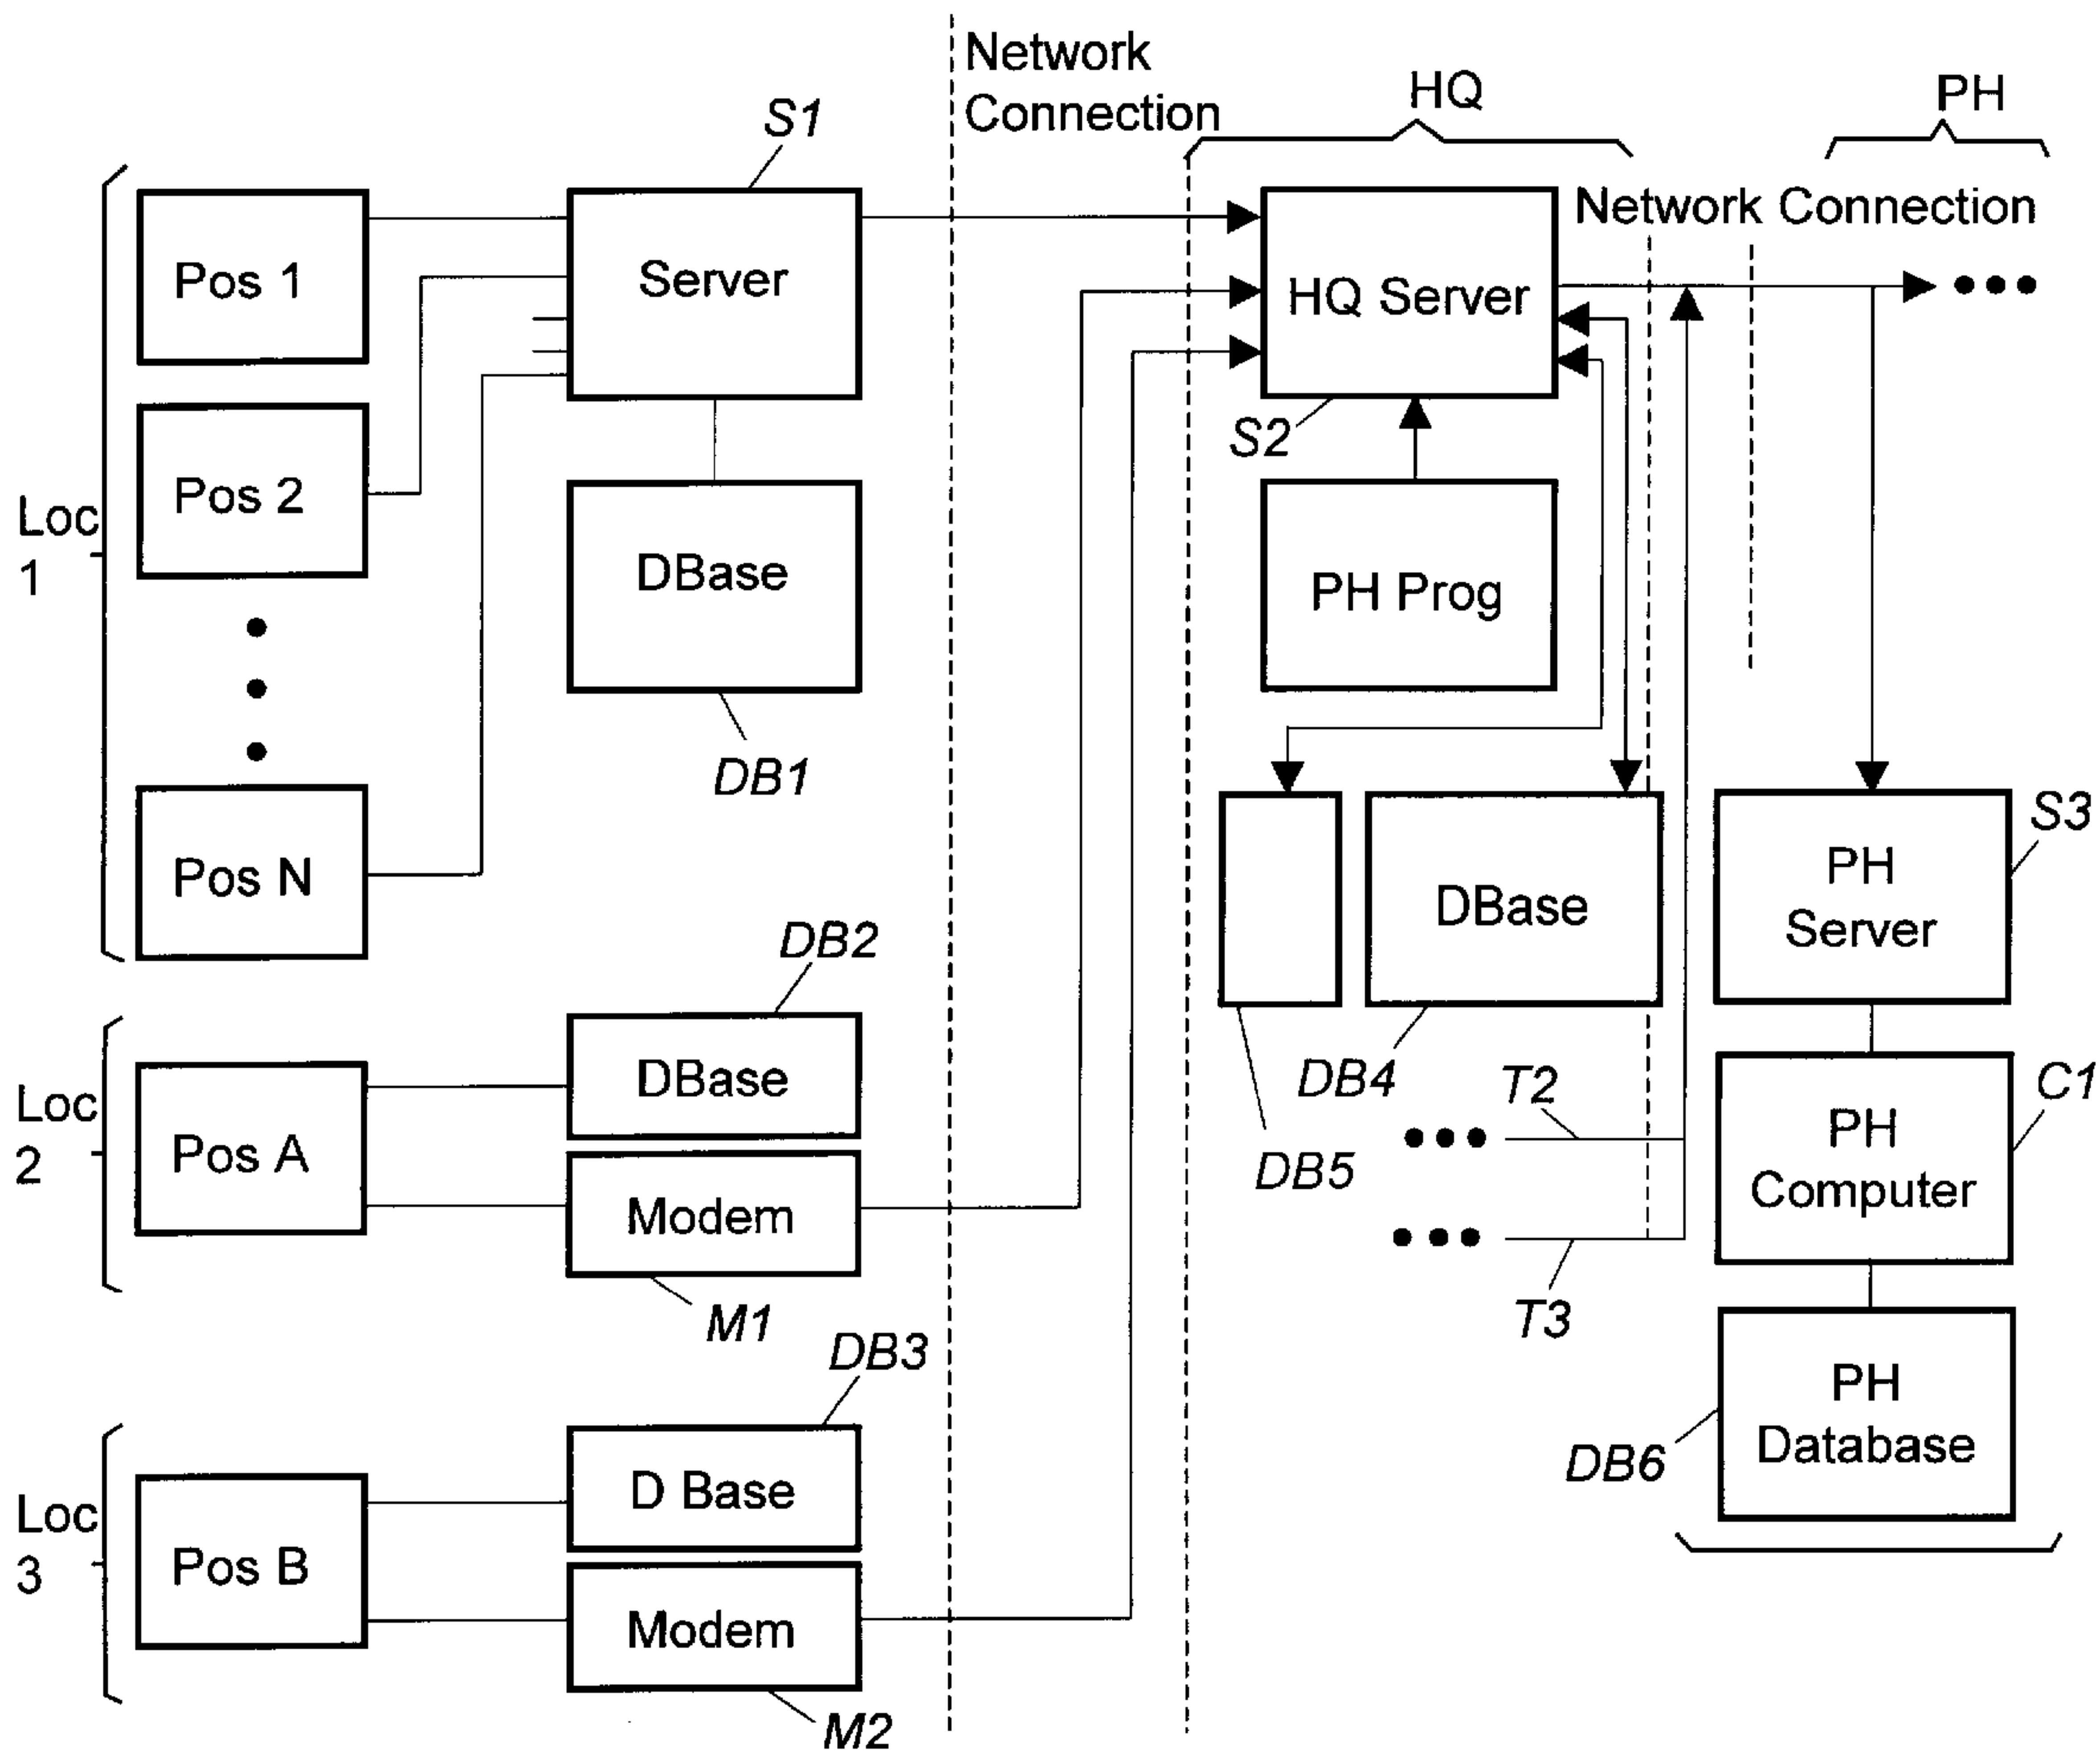 Network
Connection
HQ
PH
S1
Network Connection
Pos 1
Server
HQ Server
S2
Pos 2
Loc
1
DBase
PH Prog
DB1
Pos N
DBase
PH
Server
S3
DB2
Loc
2
Pos A
DBase
Modem
M1
DB4
DB5
T2
T3
PH
Computer
C1
DB3
Loc
3
Pos B
D Base
Modem
M2
PH
Database
DB6